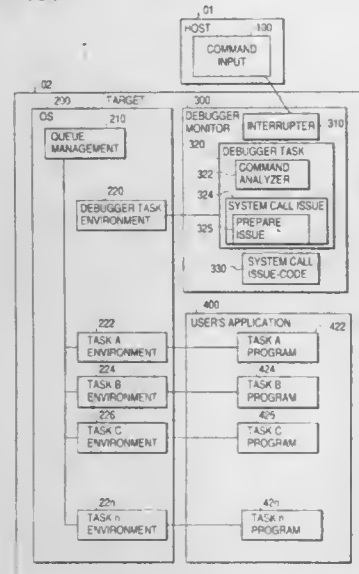 01
HOST 100
COMMAND
INPUT
02
200 TARGET
OS 210
QUEUE
MANAGEMENT
220
DEBUGGER TASK
ENVIRONMENT
300
DEBUGGER
MONITOR
INTERRUPTER 310
320 DEBUGGER TASK
322 COMMAND
ANALYZER
324
SYSTEM CALL ISSUE
325 PREPARE
ISSUE
330 SYSTEM CALL
ISSUE-CODE
400
USER'S APPLICATION
422
222
TASK A
ENVIRONMENT
TASK A
PROGRAM
224
TASK B
ENVIRONMENT
424
TASK B
PROGRAM
226
TASK C
ENVIRONMENT
425
TASK C
PROGRAM
22n
TASK n
ENVIRONMENT
42n
TASK n
PROGRAM